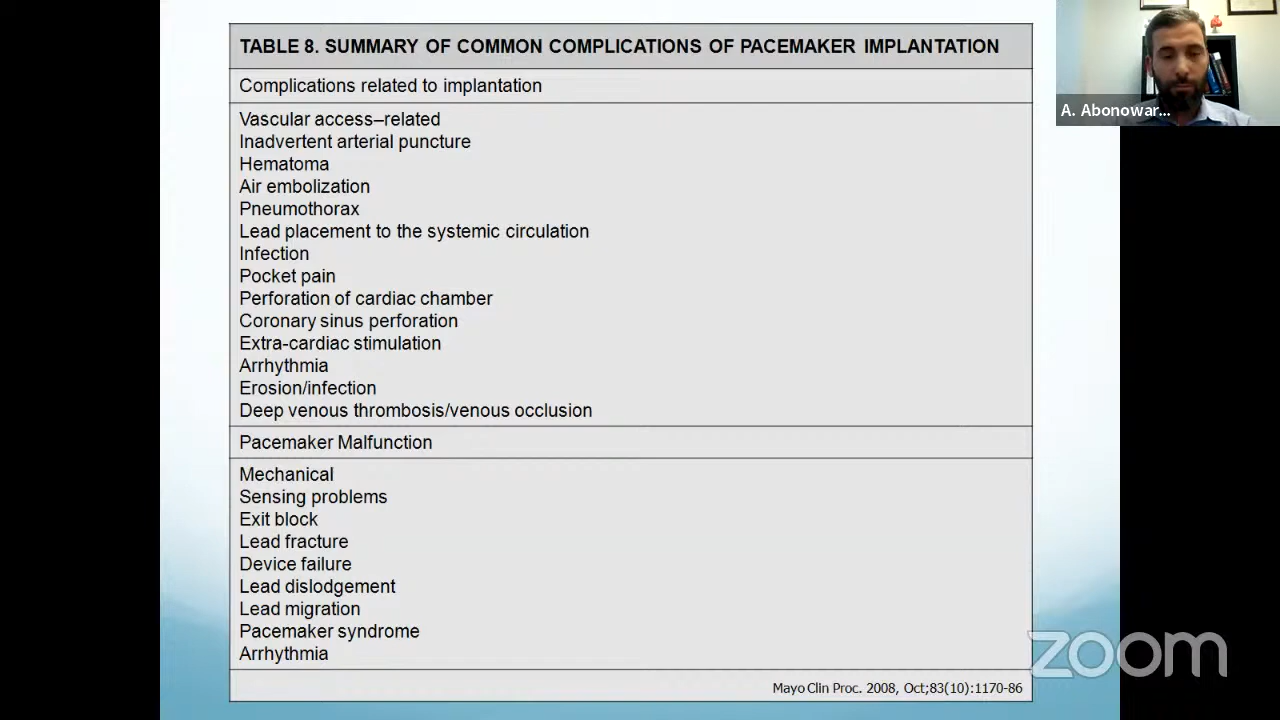 TABLE 8. SUMMARY OF COMMON COMPLICATIONS OF PACEMAKER IMPLANTATION
Complications related to implantation
Vascular access–related
Inadvertent arterial puncture
Hematoma
Air embolization
Pneumothorax
Lead placement to the systemic circulation
Infection
Pocket pain
Perforation of cardiac chamber
Coronary sinus perforation
Extra-cardiac stimulation
Arrhythmia
Erosion/infection
Deep venous thrombosis/venous occlusion
Pacemaker Malfunction
Mechanical
Sensing problems
Exit block
Lead fracture
Device failure
Lead dislodgement
Lead migration
Pacemaker syndrome
Arrhythmia
Mayo Clin Proc. 2008, Oct;83(10):1170-86
A. Abonowar...
zoom